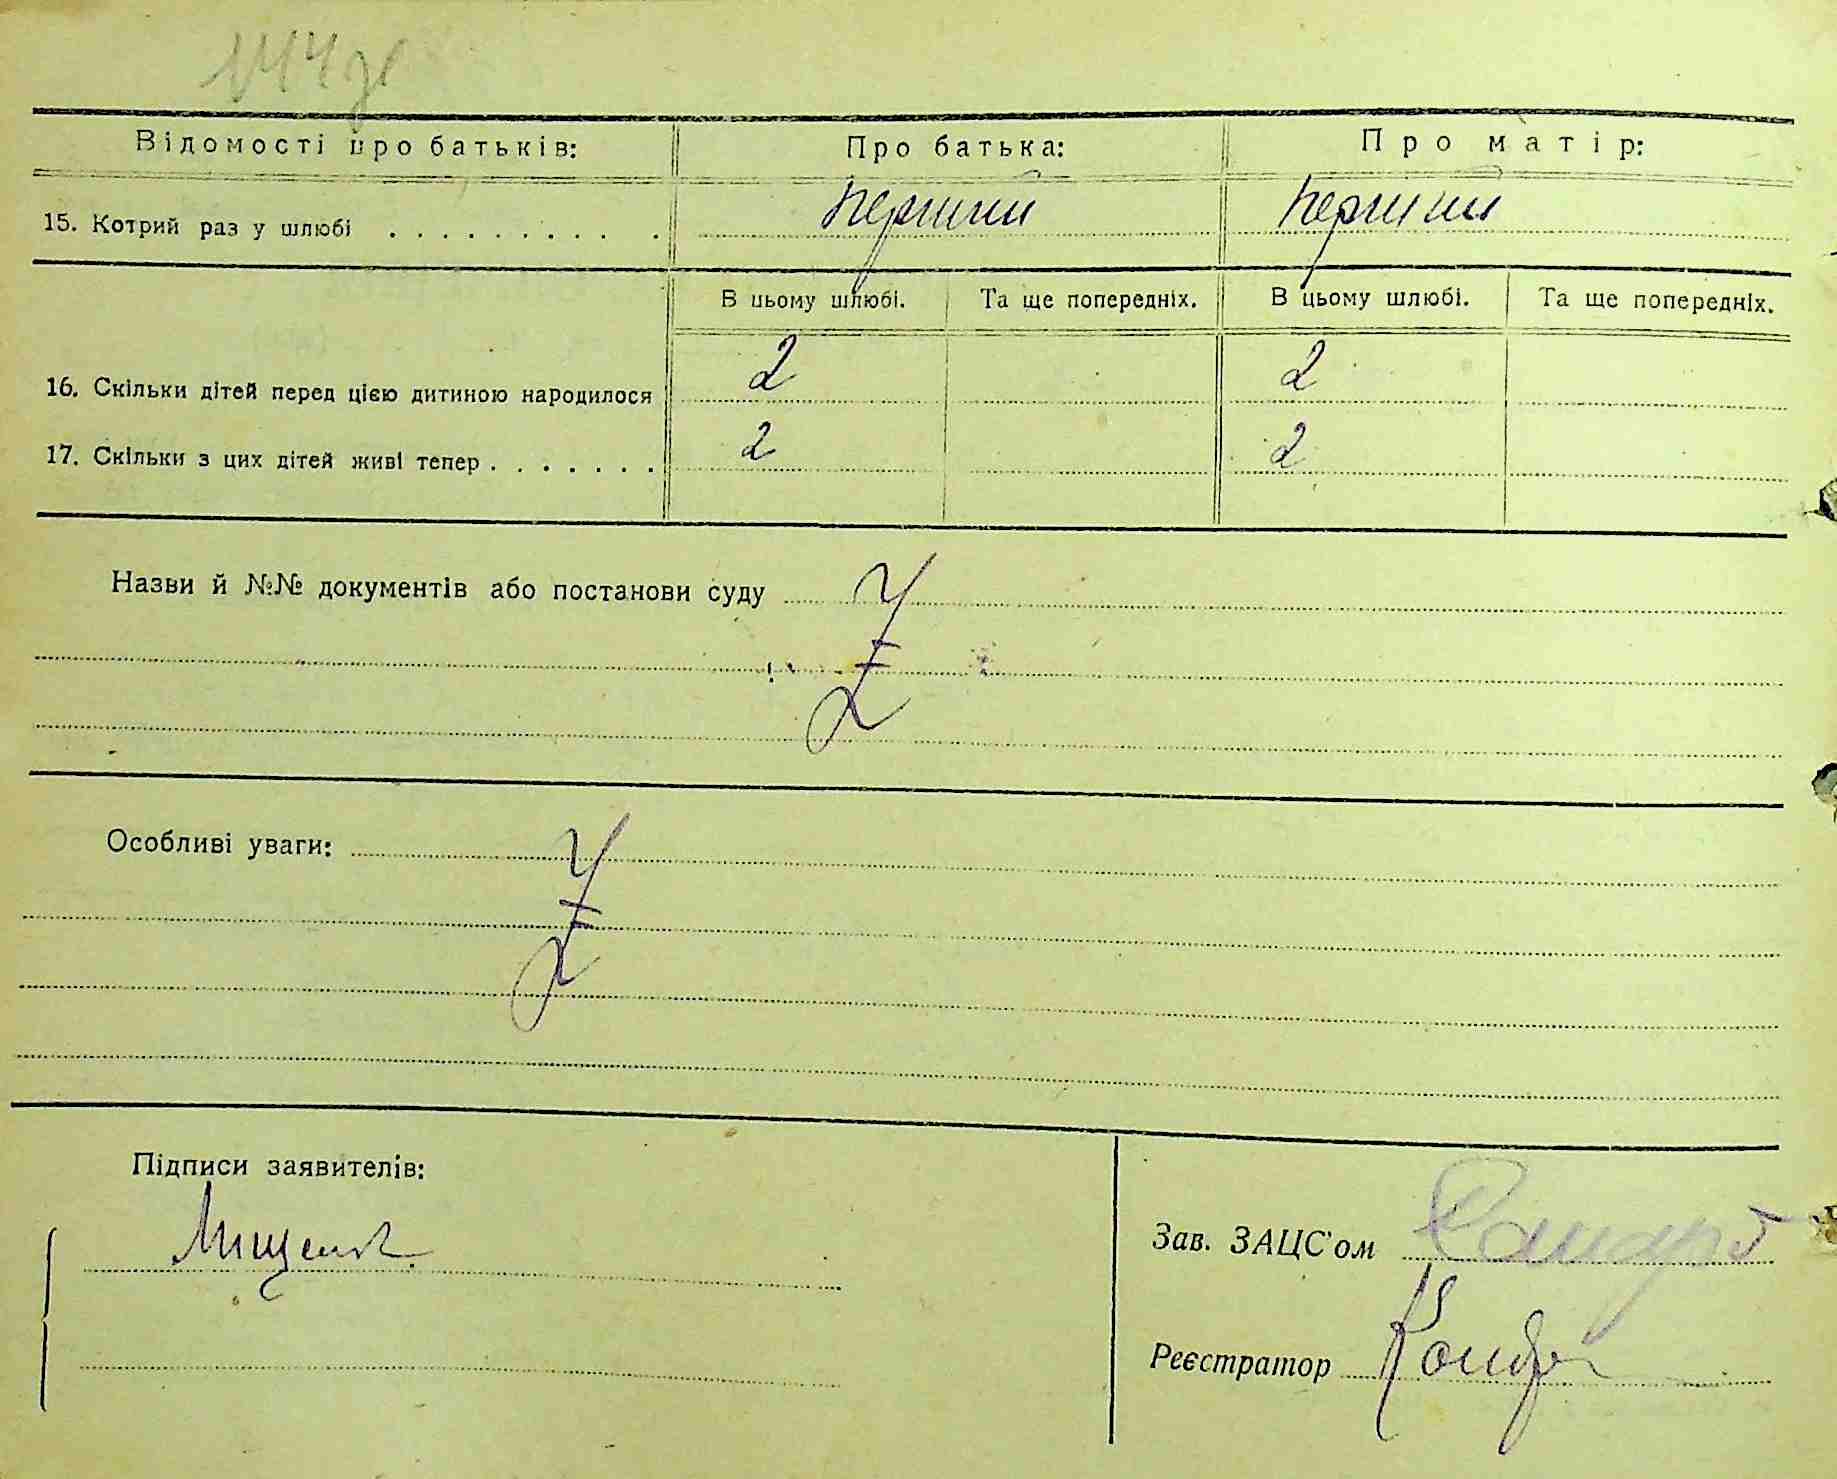 144
Відомості про батьків: Про батька: Про матір:
15. Котрий раз у шлюбі . . . . . . . . . . перший перший
В цьому шлюбі. Та ще попередніх. В цьому шлюбі. Та ще попередніх.
16. Скільки дітей перед цією дитиною народилося 2 2
17. Скільки з цих дітей живі тепер . . . . . . . 2 2
Назви й №№ документів або постанови суду
Z
Особливі уваги:
Z
Підписи заявителів:
Зав. ЗАЦС'ом
Реєстратор